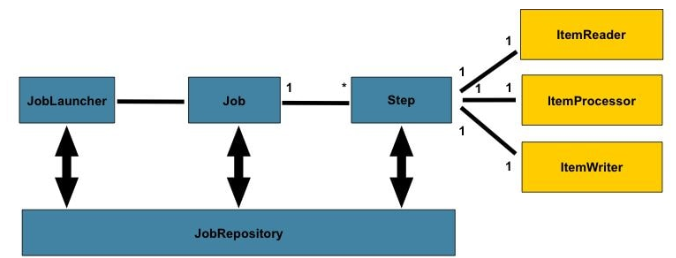 ItemReader
1
1
JobLauncher
Job
1
*
Step
1
1
ItemProcessor
1
1
ItemWriter
JobRepository